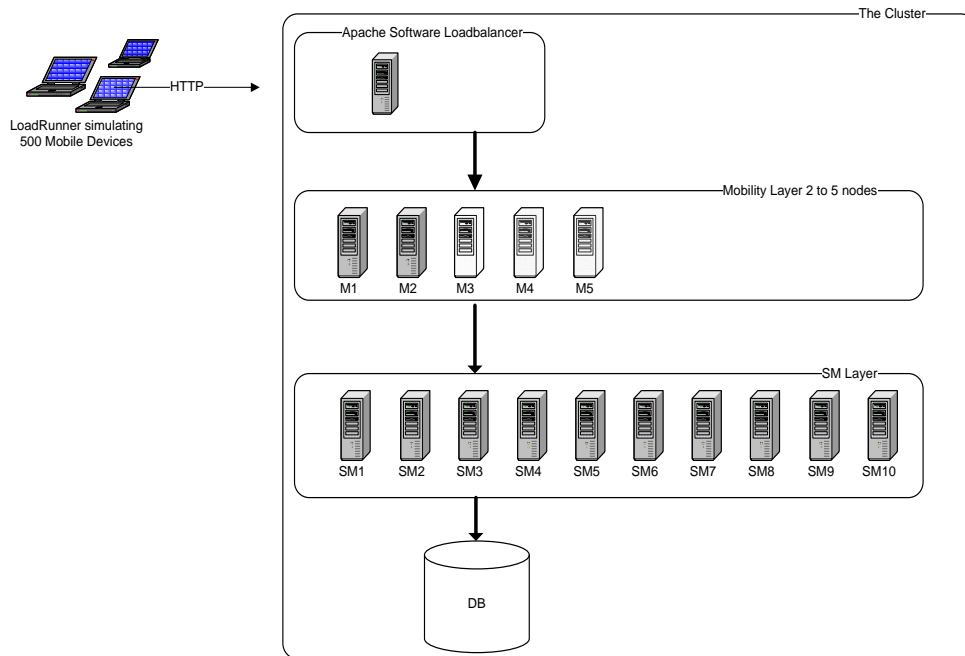 The Cluster
Apache Software Loadbalancer
HTTP
LoadRunner simulating
500 Mobile Devices
Mobility Layer 2 to 5 nodes
M1 M2 M3 M4 M5
SM Layer
SM1 SM2 SM3 SM4 SM5 SM6 SM7 SM8 SM9 SM10
DB